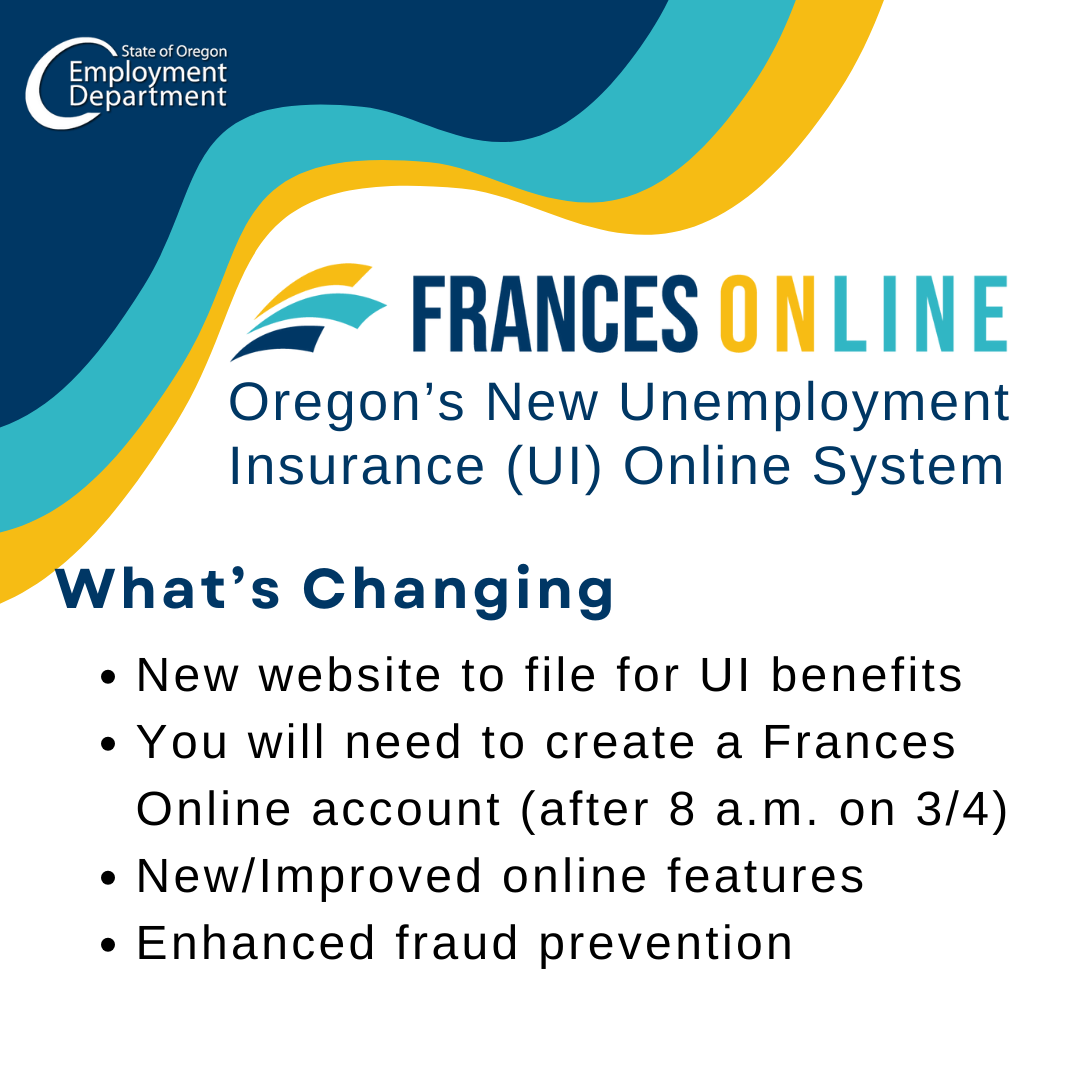 State of Oregon
Employment
Department
FRANCES ONLINE
Oregon’s New Unemployment
Insurance (UI) Online System
What’s Changing
• New website to file for UI benefits
• You will need to create a Frances
Online account (after 8 a.m. on 3/4)
• New/Improved online features
• Enhanced fraud prevention